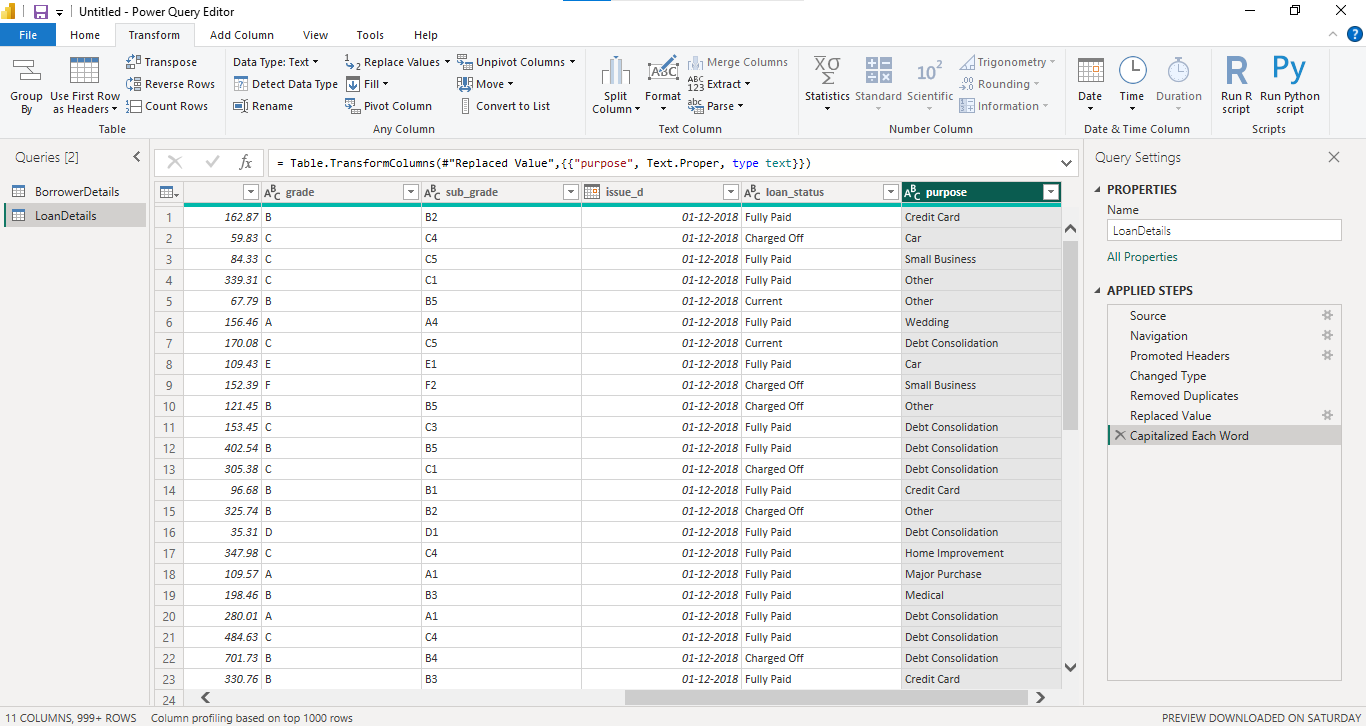 Untitled - Power Query Editor
File Home Transform Add Column View Tools Help
Group By
Use First Row as Headers
Transpose
Reverse Rows
Count Rows
Table
Data Type: Text
Detect Data Type
Rename
1 2 Replace Values
Fill
Pivot Column
Unpivot Columns
Move
Convert to List
Any Column
Split Column
ABC
Format
Merge Columns
ABC 123 Extract
abc Parse
Text Column
XΣ σ Statistics
Standard
10² Scientific
Trigonometry
.00 Rounding
Information
Number Column
Date
Time
Duration
Date & Time Column
R Run R script
Py Run Python script
Scripts
Queries [2]
BorrowerDetails
LoanDetails
fx = Table.TransformColumns(#"Replaced Value",{{"purpose", Text.Proper, type text}})
ABC grade ABC sub_grade issue_d ABC loan_status ABC purpose
1 162.87 B B2 01-12-2018 Fully Paid Credit Card
2 59.83 C C4 01-12-2018 Charged Off Car
3 84.33 C C5 01-12-2018 Fully Paid Small Business
4 339.31 C C1 01-12-2018 Fully Paid Other
5 67.79 B B5 01-12-2018 Current Other
6 156.46 A A4 01-12-2018 Fully Paid Wedding
7 170.08 C C5 01-12-2018 Current Debt Consolidation
8 109.43 E E1 01-12-2018 Fully Paid Car
9 152.39 F F2 01-12-2018 Charged Off Small Business
10 121.45 B B5 01-12-2018 Charged Off Other
11 153.45 C C3 01-12-2018 Fully Paid Debt Consolidation
12 402.54 B B5 01-12-2018 Fully Paid Debt Consolidation
13 305.38 C C1 01-12-2018 Charged Off Debt Consolidation
14 96.68 B B1 01-12-2018 Fully Paid Credit Card
15 325.74 B B2 01-12-2018 Charged Off Other
16 35.31 D D1 01-12-2018 Fully Paid Debt Consolidation
17 347.98 C C4 01-12-2018 Fully Paid Home Improvement
18 109.57 A A1 01-12-2018 Fully Paid Major Purchase
19 198.46 B B3 01-12-2018 Fully Paid Medical
20 280.01 A A1 01-12-2018 Fully Paid Debt Consolidation
21 484.63 C C4 01-12-2018 Fully Paid Debt Consolidation
22 701.73 B B4 01-12-2018 Charged Off Debt Consolidation
23 330.76 B B3 01-12-2018 Fully Paid Credit Card
24
Query Settings
PROPERTIES
Name
LoanDetails
All Properties
APPLIED STEPS
Source
Navigation
Promoted Headers
Changed Type
Removed Duplicates
Replaced Value
Capitalized Each Word
11 COLUMNS, 999+ ROWS Column profiling based on top 1000 rows PREVIEW DOWNLOADED ON SATURDAY